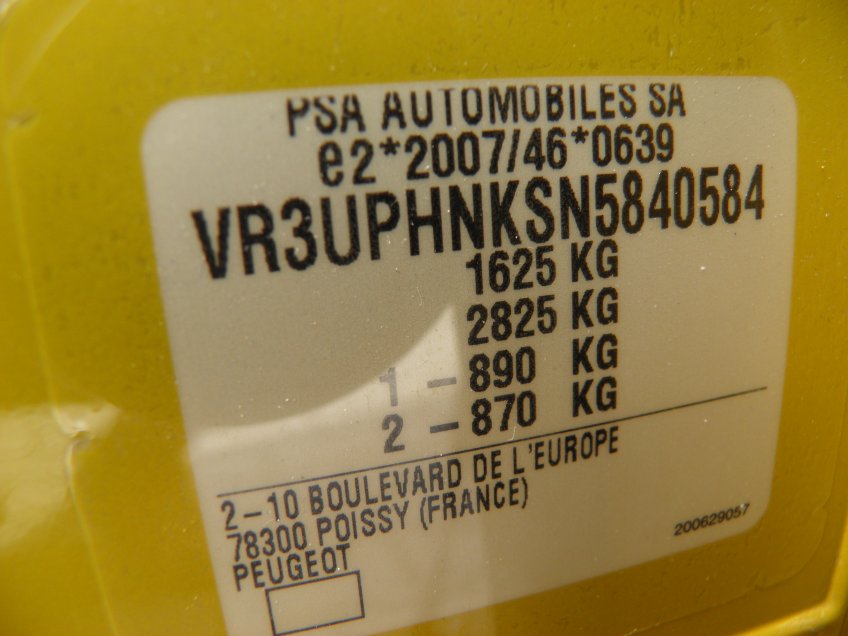 PSA AUTOMOBILES SA
e2*2007/46*0639
VR3UPHNKSN5840584
1625 KG
2825 KG
1 - 890 KG
2 - 870 KG
2-10 BOULEVARD DE L'EUROPE
78300 POISSY (FRANCE)
PEUGEOT
200629057